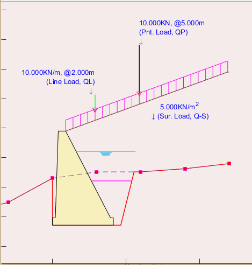 10.000KN, @5.000m
(Pnt. Load, QP)
10.000KN/m, @2.000m
(Line Load, QL)
5.000KN/m²
↓ (Sur. Load, Q-S)